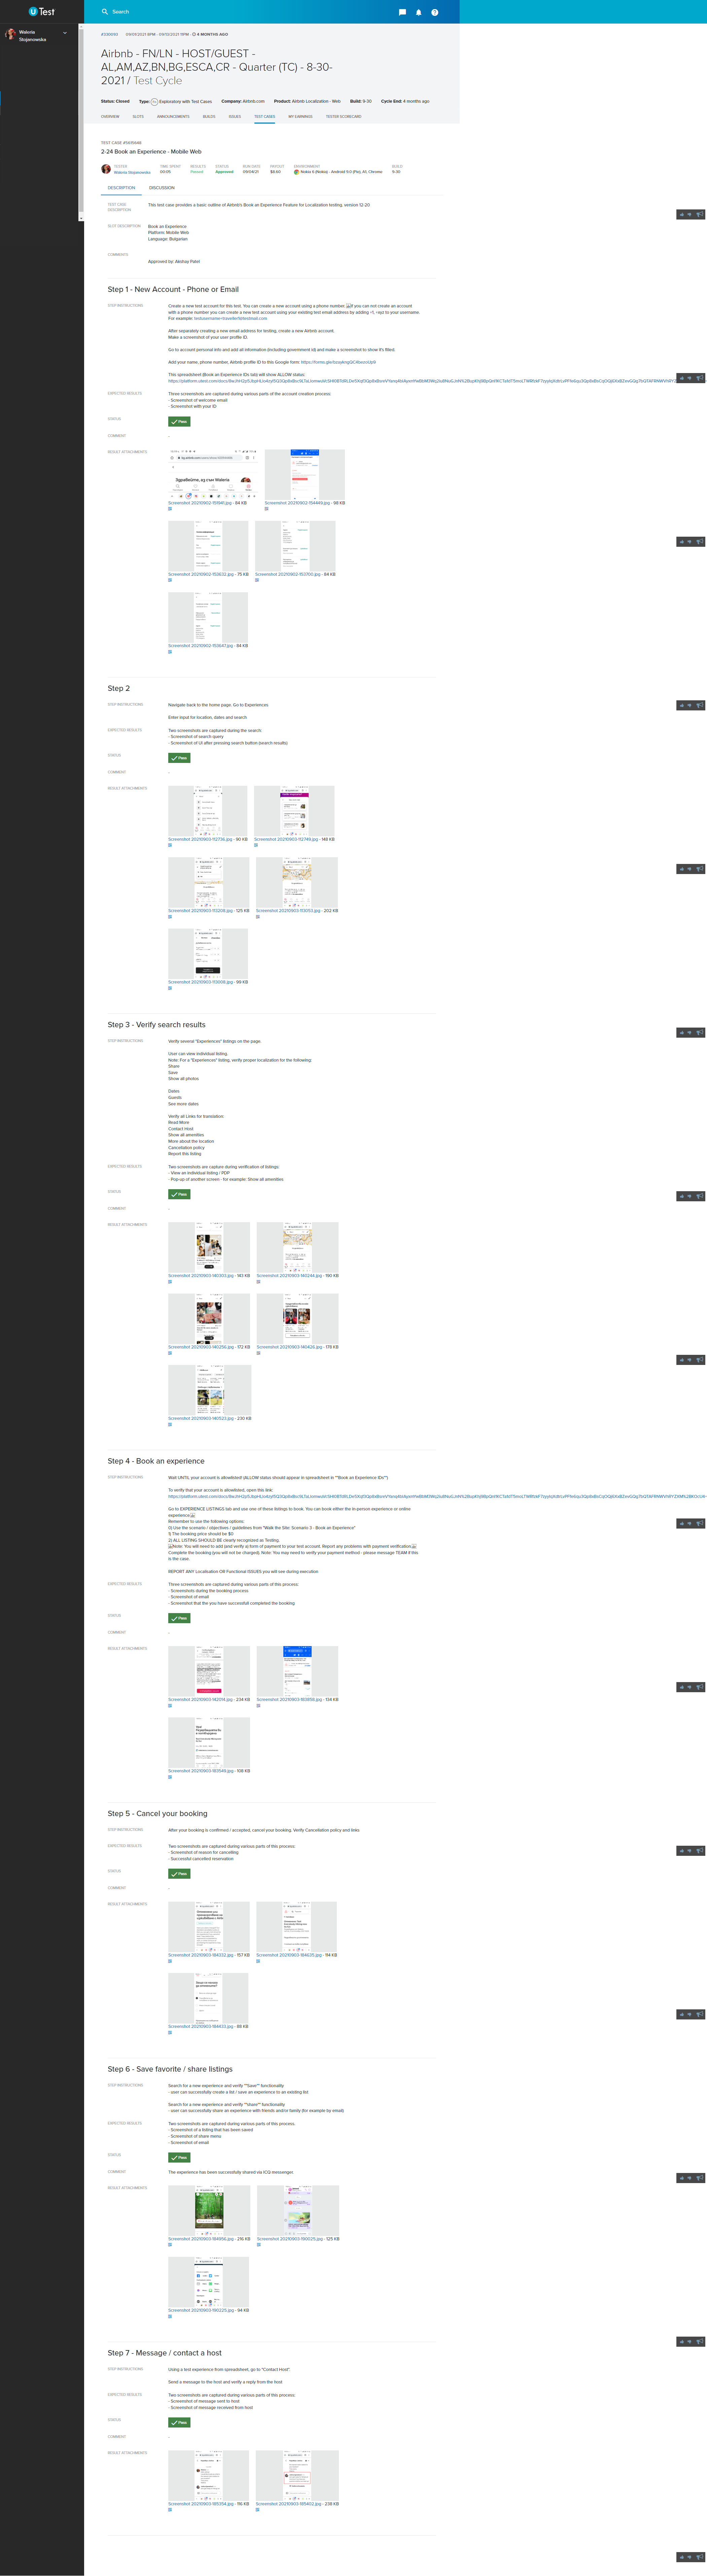 uTest
Search
Waleria
Stojanowska
#330693 09/01/2021 8PM - 09/13/2021 11PM · 4 MONTHS AGO
Airbnb - FN/LN - HOST/GUEST -
AL,AM,AZ,BN,BG,ESCA,CR - Quarter (TC) - 8-30-
2021 / Test Cycle
Status: Closed Type: Exploratory with Test Cases Company: Airbnb.com Product: Airbnb Localization - Web Build: 9-30 Cycle End: 4 months ago
OVERVIEW SLOTS ANNOUNCEMENTS BUILDS ISSUES TEST CASES MY EARNINGS TESTER SCORECARD
2-24 Book an Experience - Mobile Web
TESTER TIME SPENT RESULTS STATUS RUN DATE PAYOUT ENVIRONMENT BUILD
Waleria Stojanowska 00:05 Passed Approved 09/04/21 Nokia 6 (Nokia) , Android 9.0 (Pie), A1, Chrome 9-30
DESCRIPTION DISCUSSION
TEST CASE
DESCRIPTION
This test case provides a basic outline of Airbnb's Book an Experience Feature for Localization testing. version 12-20
SLOT DESCRIPTION
Book an Experience
Platform: Mobile Web
Language: Bulgarian
COMMENTS
Approved by: Akshay Patel
Step 1 - New Account - Phone or Email
STEP INSTRUCTIONS
Create a new test account for this test. You can create a new account using a phone number. If you can not create an account
with a phone number you can create a new test account using your existing test email address by adding +1, +xyz to your username.
For example: testusername+traveller1@testmail.com
After separately creating a new email address for testing, create a new Airbnb account.
Make a screenshot of your user profile ID.
Go to account personal info and add all information (including government id) and make a screenshot to show it's filled
Add your name, phone number, Airbnb profile ID to this Google form:
This spreadsheet (Book an Experience IDs tab) will show ALLOW status:
EXPECTED RESULTS
Three screenshots are captured during various parts of the account creation process:
- Screenshot of welcome email
- Screenshot with your ID
STATUS
Pass
COMMENT
-
RESULT ATTACHMENTS
Screenshot 20210902-151941.jpg - 84 KB
Screenshot 20210902-154449.jpg - 98 KB
Screenshot 20210902-153632.jpg - 75 KB
Screenshot 20210902-153700.jpg - 84 KB
Screenshot 20210902-153647.jpg - 84 KB
Step 2
STEP INSTRUCTIONS
Navigate back to the home page. Go to Experiences
Enter input for location, dates and search
EXPECTED RESULTS
Two screenshots are captured during the search:
- Screenshot of search query
- Screenshot of UI after pressing search button (search results)
STATUS
Pass
COMMENT
-
RESULT ATTACHMENTS
Screenshot 20210903-112736.jpg - 90 KB
Screenshot 20210903-112748.jpg - 148 KB
Screenshot 20210903-113208.jpg - 125 KB
Screenshot 20210903-113053.jpg - 202 KB
Screenshot 20210903-113008.jpg - 99 KB
Step 3 - Verify search results
STEP INSTRUCTIONS
Verify several "Experiences" listings on the page.
User can view individual listing.
Note: For a "Experiences" listing, verify proper localization for the following:
Share
Save
Show all photos
Dates
Guests
See more dates
Verify all Links for translation:
Read More
Contact Host
Show all amenities
More about the location
Cancellation policy
Report this listing
EXPECTED RESULTS
Two screenshots are capture during verification of listings:
- View an individual listing / PDP
- Pop-up of another screen - for example: Show all amenities
STATUS
Pass
COMMENT
-
RESULT ATTACHMENTS
Screenshot 20210903-140303.jpg - 143 KB
Screenshot 20210903-140244.jpg - 190 KB
Screenshot 20210903-140256.jpg - 172 KB
Screenshot 20210903-140426.jpg - 178 KB
Screenshot 20210903-140523.jpg - 230 KB
Step 4 - Book an experience
STEP INSTRUCTIONS
Wait UNTIL your account is allowlisted! (ALLOW status should appear in spreadsheet in ""Book an Experience IDs"")
To verify that your account is allowlisted, open this link:
Go to EXPERIENCE LISTINGS tab and use one of those listings to book. You can book either the in-person experience or online
experience.
Remember to use the following options:
0) Use the scenario / objectives / guidelines from "Walk the Site: Scenario 3 - Book an Experience"
1) The booking price should be $0
2) ALL LISTING SHOULD BE clearly recognized as Testing.
Note: You will need to add (and verify a) form of payment to your test account. Report any problems with payment verification.
Complete the booking (you will not be charged). Note: You may need to verify your payment method - please message TEAM if this
is the case.
REPORT ANY Localisation OR Functional ISSUES you will see during execution
EXPECTED RESULTS
Three screenshots are captured during various parts of this process:
- Screenshots during the booking process
- Screenshot of email
- Screenshot that the you have successfull completed the booking
STATUS
Pass
COMMENT
-
RESULT ATTACHMENTS
Screenshot 20210903-142014.jpg - 234 KB
Screenshot 20210903-183814.jpg - 134 KB
Screenshot 20210903-183548.jpg - 108 KB
Step 5 - Cancel your booking
STEP INSTRUCTIONS
After your booking is confirmed / accepted, cancel your booking. Verify Cancellation policy and links
EXPECTED RESULTS
Two screenshots are captured during various parts of this process:
- Screenshot of reason for cancelling
- Successful cancelled reservation
STATUS
Pass
COMMENT
-
RESULT ATTACHMENTS
Screenshot 20210903-184332.jpg - 157 KB
Screenshot 20210903-184635.jpg - 114 KB
Screenshot 20210903-184613.jpg - 88 KB
Step 6 - Save favorite / share listings
STEP INSTRUCTIONS
Search for a new experience and verify ""Save"" functionality
- user can successfully create a list / save an experience to an existing list
Search for a new experience and verify ""share"" functionality
- user can successfully share an experience with friends and/or family (for example by email)
EXPECTED RESULTS
Two screenshots are captured during various parts of this process.
- Screenshot of a listing that has been saved
- Screenshot of share menu
- Screenshot of email
STATUS
Pass
COMMENT
The experience has been successfully shared via ICQ messenger.
RESULT ATTACHMENTS
Screenshot 20210903-184956.jpg - 216 KB
Screenshot 20210903-190629.jpg - 125 KB
Screenshot 20210903-190225.jpg - 94 KB
Step 7 - Message / contact a host
STEP INSTRUCTIONS
Using a test experience from spreadsheet, go to "Contact Host".
Send a message to the host and verify a reply from the host
EXPECTED RESULTS
Two screenshots are captured during various parts of this process:
- Screenshot of message sent to host
- Screenshot of message received from host
STATUS
Pass
COMMENT
-
RESULT ATTACHMENTS
Screenshot 20210903-185354.jpg - 116 KB
Screenshot 20210903-185402.jpg - 238 KB